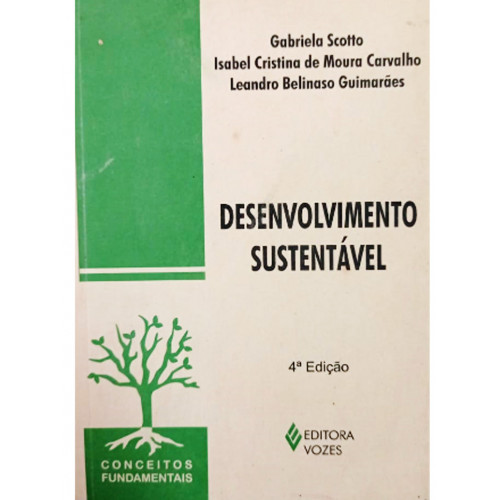 Gabriela Scotto
Isabel Cristina de Moura Carvalho
Leandro Belinaso Guimarães
DESENVOLVIMENTO
SUSTENTÁVEL
4ª Edição
EDITORA
VOZES
CONCEITOS
FUNDAMENTAIS